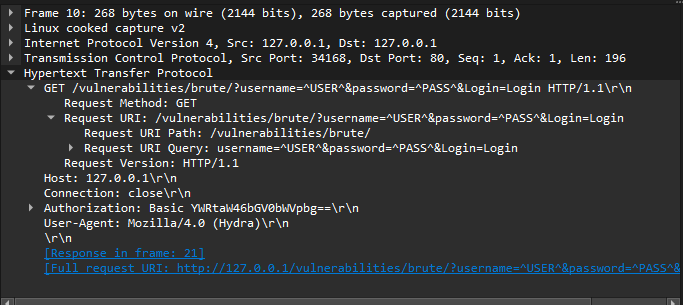 Frame 10: 268 bytes on wire (2144 bits), 268 bytes captured (2144 bits)
Linux cooked capture v2
Internet Protocol Version 4, Src: 127.0.0.1, Dst: 127.0.0.1
Transmission Control Protocol, Src Port: 34168, Dst Port: 80, Seq: 1, Ack: 1, Len: 196
Hypertext Transfer Protocol
GET /vulnerabilities/brute/?username=^USER^&password=^PASS^&Login=Login HTTP/1.1\r\n
Request Method: GET
Request URI: /vulnerabilities/brute/?username=^USER^&password=^PASS^&Login=Login
Request URI Path: /vulnerabilities/brute/
Request URI Query: username=^USER^&password=^PASS^&Login=Login
Request Version: HTTP/1.1
Host: 127.0.0.1\r\n
Connection: close\r\n
Authorization: Basic YWRtaW46bGV0bWVpbg==\r\n
User-Agent: Mozilla/4.0 (Hydra)\r\n
\r\n
[Response in frame: 21]
[Full request URI: http://127.0.0.1/vulnerabilities/brute/?username=^USER^&password=^PASS^&